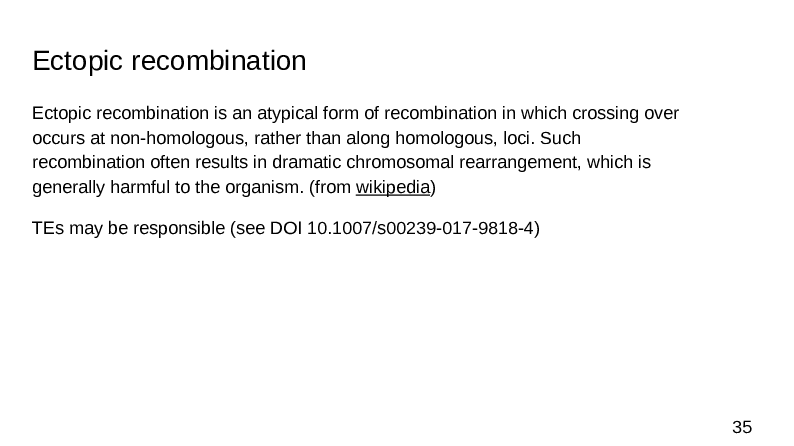 Ectopic recombination
Ectopic recombination is an atypical form of recombination in which crossing over
occurs at non-homologous, rather than along homologous, loci. Such
recombination often results in dramatic chromosomal rearrangement, which is
generally harmful to the organism. (from wikipedia)
TEs may be responsible (see DOI 10.1007/s00239-017-9818-4)
35